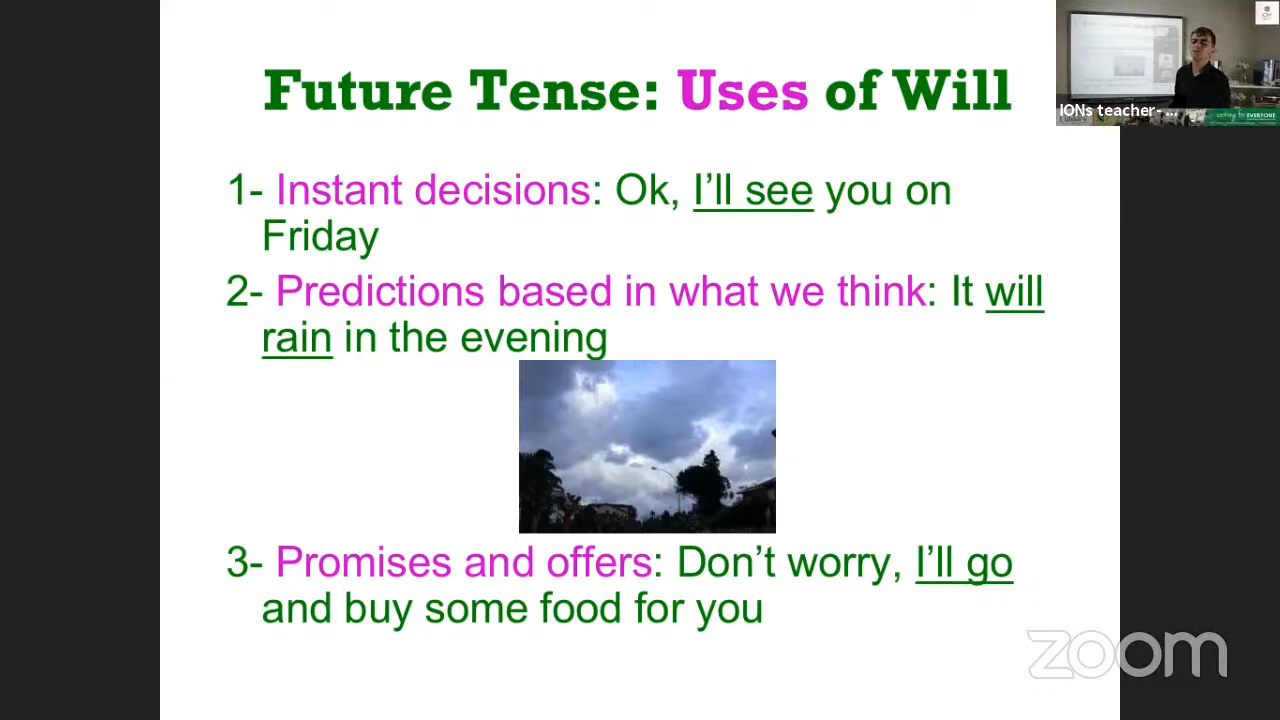 Future Tense: Uses of Will
1- Instant decisions: Ok, I’ll see you on
Friday
2- Predictions based in what we think: It will
rain in the evening
3- Promises and offers: Don’t worry, I’ll go
and buy some food for you
IONs teacher- ...
EVERYONE
zoom